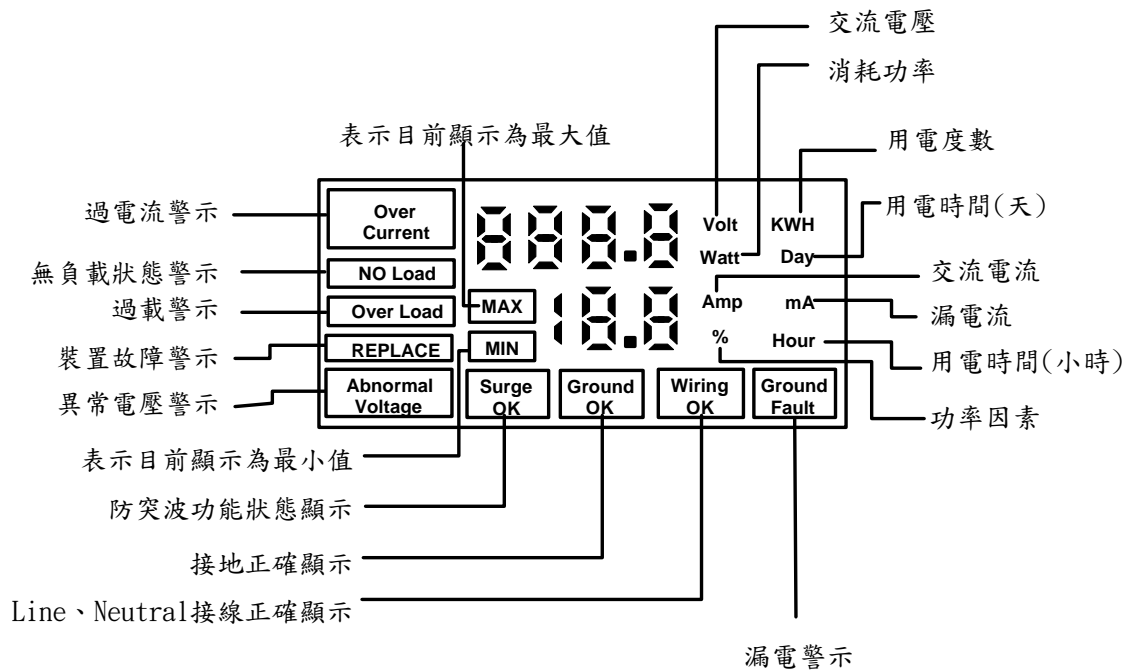 交流電壓
消耗功率
表示目前顯示為最大值
用電度數
過電流警示
Over
Current
888.8
Volt
KWH
用電時間(天)
Watt
Day
無負載狀態警示
NO Load
交流電流
過載警示
Over Load
MAX
18.8
Amp
mA
漏電流
裝置故障警示
REPLACE
MIN
%
Hour
用電時間(小時)
異常電壓警示
Abnormal
Voltage
Surge
OK
Ground
OK
Wiring
OK
Ground
Fault
功率因素
表示目前顯示為最小值
防突波功能狀態顯示
接地正確顯示
Line、Neutral接線正確顯示
漏電警示